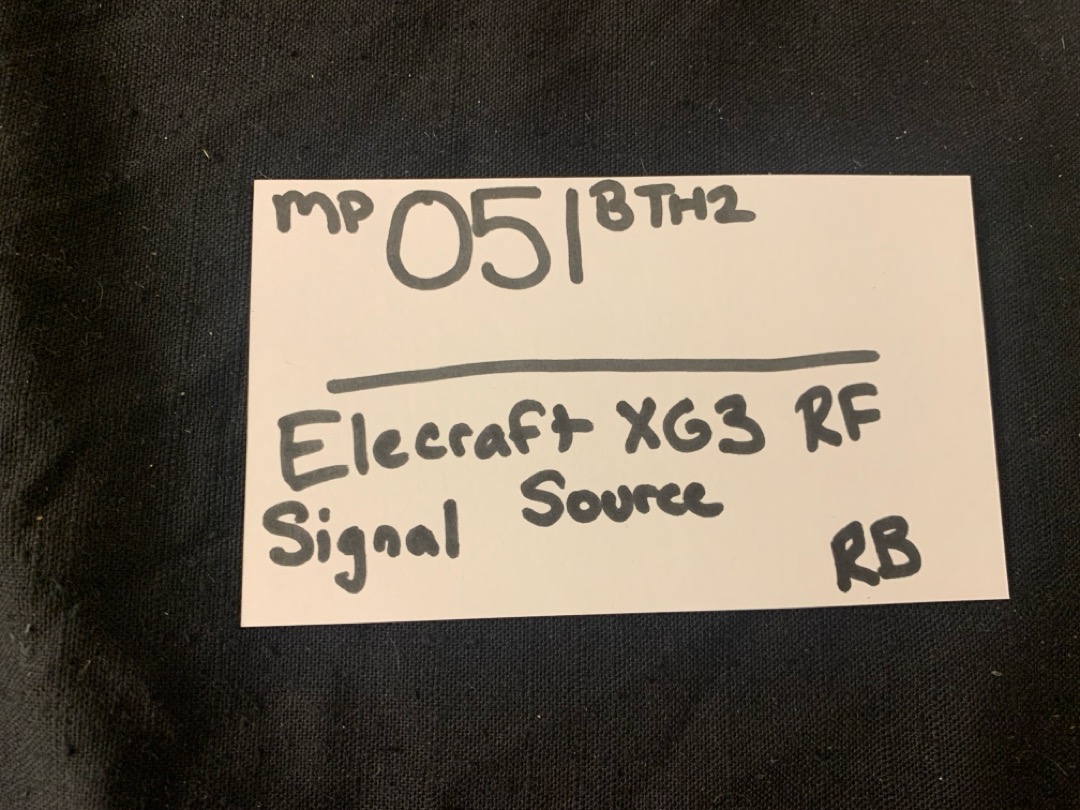 MP 051 BTH2
Elecraft XG3 RF
Signal Source
RB